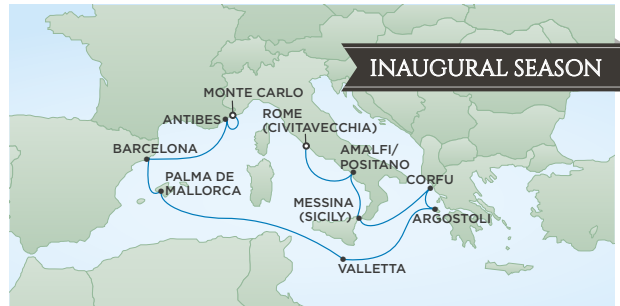 INAUGURAL SEASON
MONTE CARLO
ANTIBES
ROME
(CIVITAVECCHIA)
BARCELONA
AMALFI/
POSITANO
PALMA DE
MALLORCA
CORFU
MESSINA
(SICILY)
ARGOSTOLI
VALLETTA